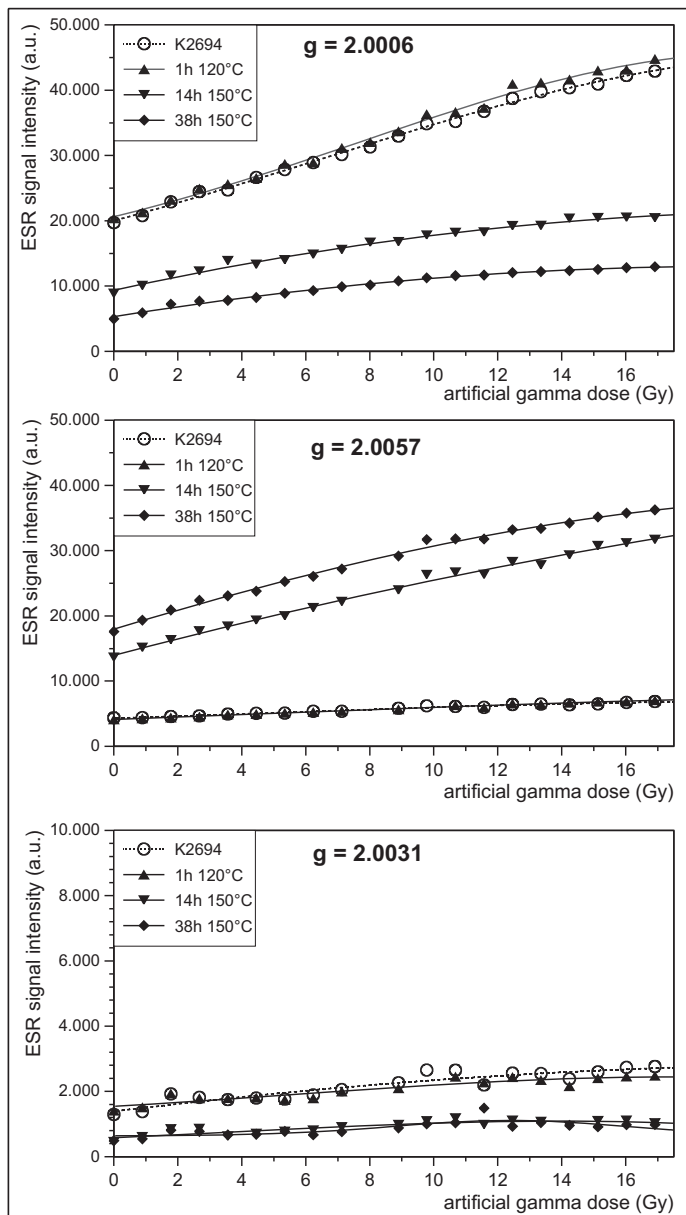 50.000
40.000
30.000
20.000
10.000
0
ESR signal intensity (a.u.)
K2694
1h 120°C
14h 150°C
38h 150°C
g = 2.0006
0 2 4 6 8 10 12 14 16
artificial gamma dose (Gy)
50.000
40.000
30.000
20.000
10.000
0
ESR signal intensity (a.u.)
K2694
1h 120°C
14h 150°C
38h 150°C
g = 2.0057
0 2 4 6 8 10 12 14 16
artificial gamma dose (Gy)
10.000
8.000
6.000
4.000
2.000
0
ESR signal intensity (a.u.)
K2694
1h 120°C
14h 150°C
38h 150°C
g = 2.0031
0 2 4 6 8 10 12 14 16
artificial gamma dose (Gy)